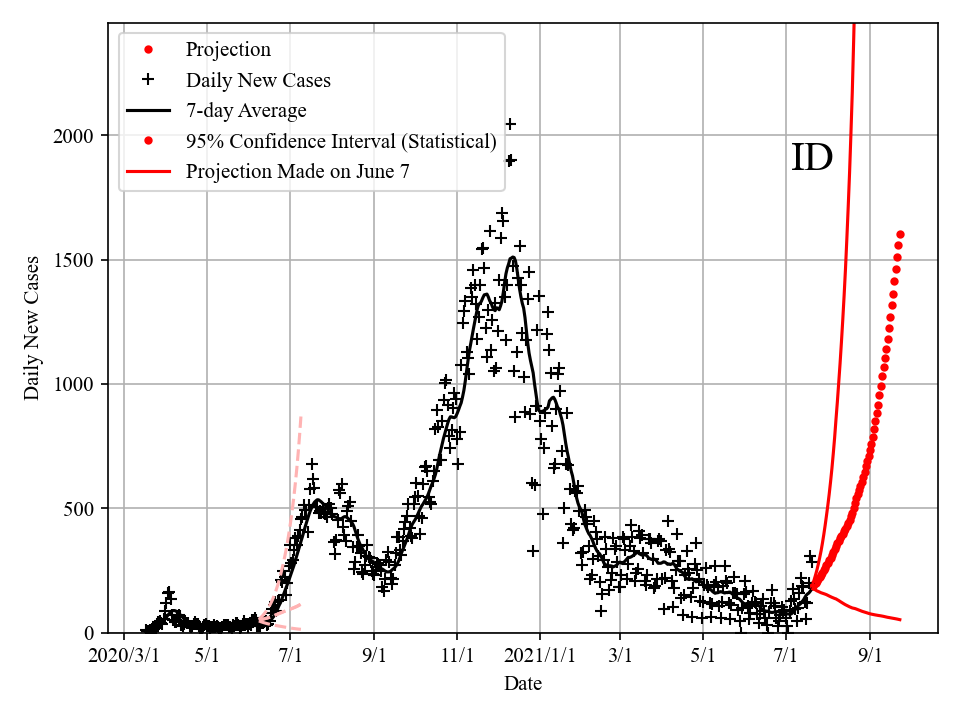 Projection
Daily New Cases
7-day Average
95% Confidence Interval (Statistical)
Projection Made on June 7
ID
2000
1500
1000
500
0
Daily New Cases
2020/3/1 5/1 7/1 9/1 11/1 2021/1/1 3/1 5/1 7/1 9/1
Date